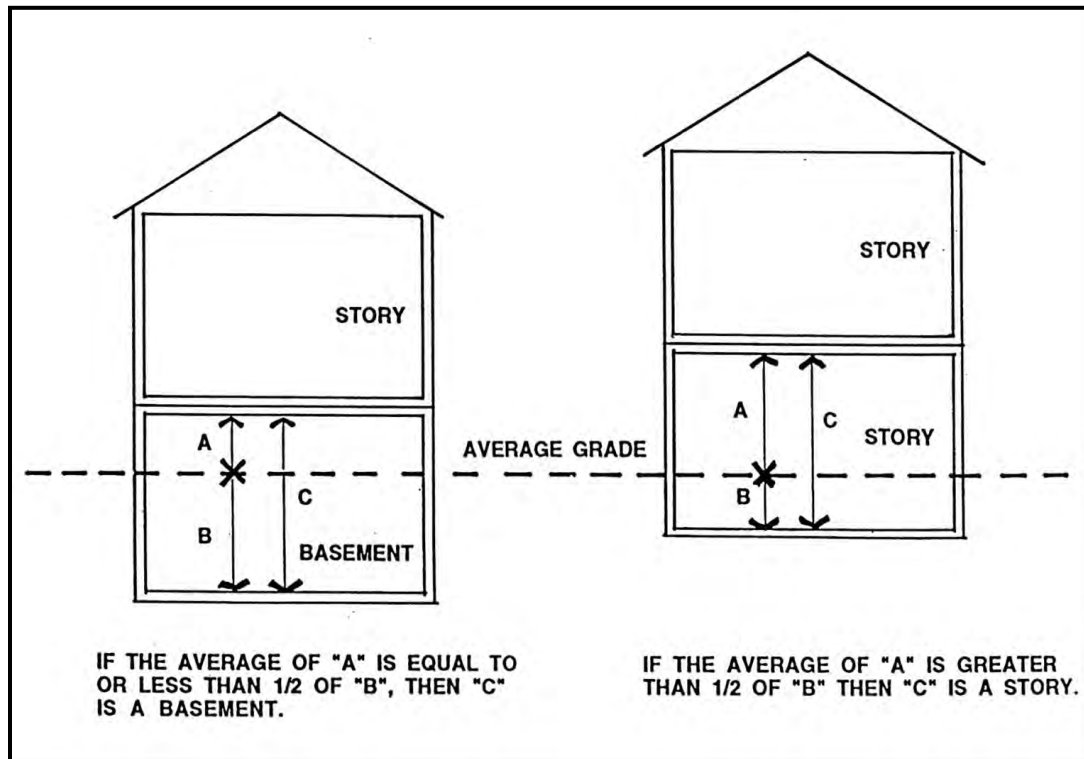 STORY
A
B
C
BASEMENT
AVERAGE GRADE
STORY
A
B
C
STORY
IF THE AVERAGE OF "A" IS EQUAL TO
OR LESS THAN 1/2 OF "B", THEN "C"
IS A BASEMENT.
IF THE AVERAGE OF "A" IS GREATER
THAN 1/2 OF "B" THEN "C" IS A STORY.